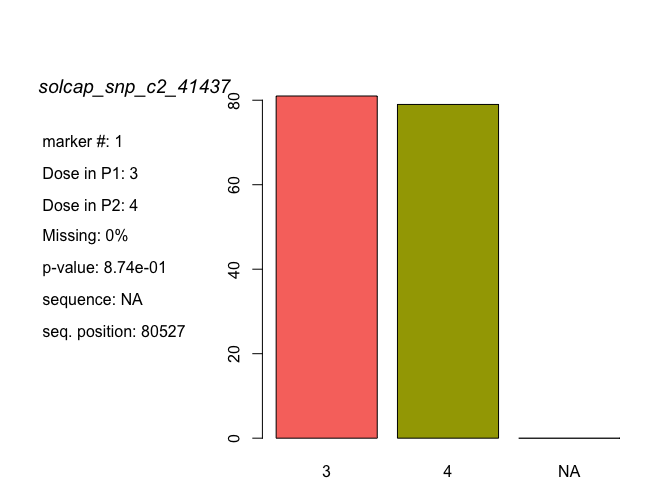 solcap_snp_c2_41437
marker #: 1
Dose in P1: 3
Dose in P2: 4
Missing: 0%
p-value: 8.74e-01
sequence: NA
seq. position: 80527
80
60
40
20
0
3 4 NA